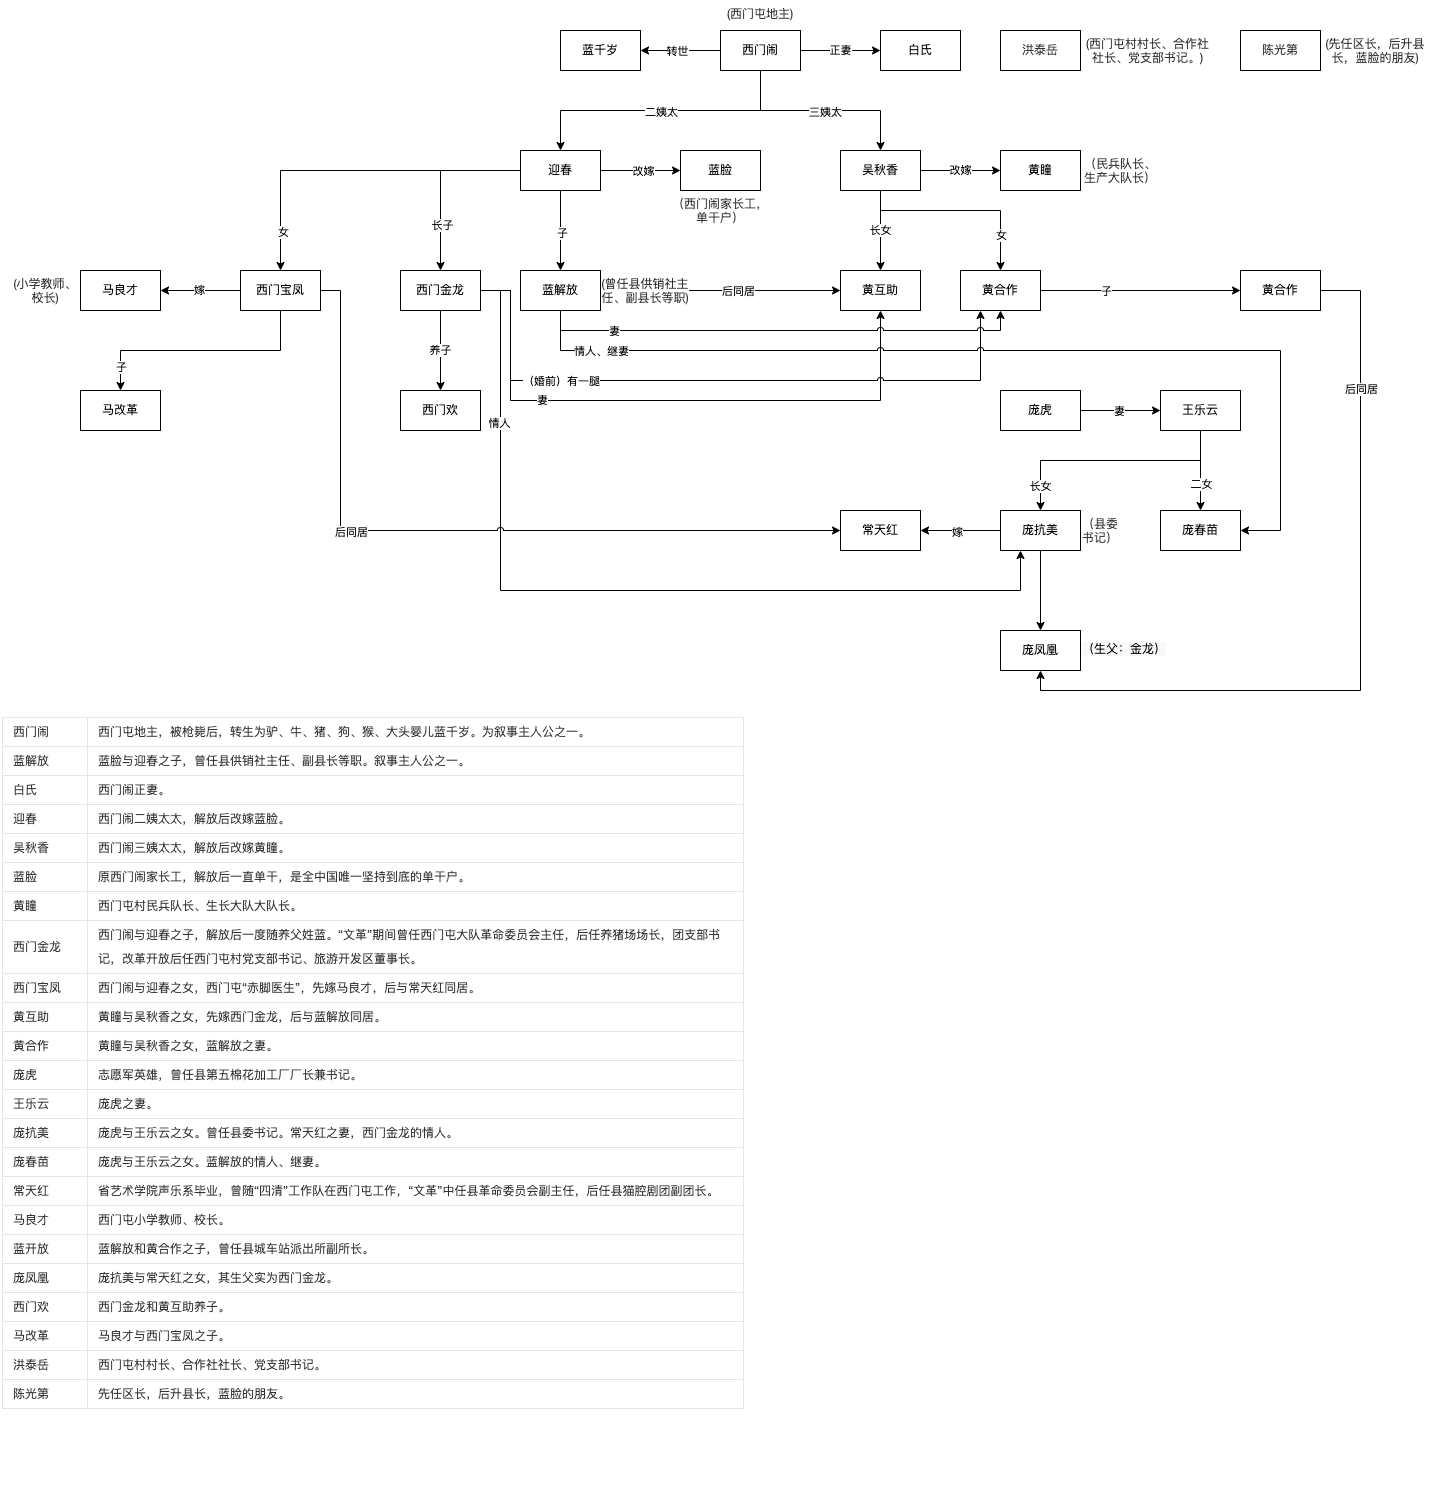 (西门屯地主)
蓝千岁
转世
西门闹
正妻
白氏
洪泰岳
(西门屯村村长、合作社
社长、党支部书记。)
陈光第
(先任区长，后升县
长，蓝脸的朋友)
二姨太
三姨太
迎春
改嫁
蓝脸
吴秋香
改嫁
黄瞳
（民兵队长、
生产大队长）
（西门闹家长工，
单干户）
女
长子
子
长女
女
(小学教师、
校长)
马良才
嫁
西门宝凤
西门金龙
蓝解放
(曾任县供销社主
任、副县长等职)
后同居
黄互助
黄合作
子
黄合作
妻
养子
情人、继妻
子
（婚前）有一腿
后同居
妻
马改革
西门欢
情人
庞虎
妻
王乐云
长女
二女
后同居
常天红
嫁
庞抗美
（县委
书记）
庞春苗
庞凤凰
（生父：金龙）
西门闹 西门屯地主，被枪毙后，转生为驴、牛、猪、狗、猴、大头婴儿蓝千岁。为叙事主人公之一。
蓝解放 蓝脸与迎春之子，曾任县供销社主任、副县长等职。叙事主人公之一。
白氏 西门闹正妻。
迎春 西门闹二姨太太，解放后改嫁蓝脸。
吴秋香 西门闹三姨太太，解放后改嫁黄瞳。
蓝脸 原西门闹家长工，解放后一直单干，是全中国唯一坚持到底的单干户。
黄瞳 西门屯村民兵队长、生长大队大队长。
西门金龙 西门闹与迎春之子，解放后一度随养父姓蓝。“文革”期间曾任西门屯大队革命委员会主任，后任养猪场场长，团支部书
记，改革开放后任西门屯村党支部书记、旅游开发区董事长。
西门宝凤 西门闹与迎春之女，西门屯“赤脚医生”，先嫁马良才，后与常天红同居。
黄互助 黄瞳与吴秋香之女，先嫁西门金龙，后与蓝解放同居。
黄合作 黄瞳与吴秋香之女，蓝解放之妻。
庞虎 志愿军英雄，曾任县第五棉花加工厂厂长兼书记。
王乐云 庞虎之妻。
庞抗美 庞虎与王乐云之女。曾任县委书记。常天红之妻，西门金龙的情人。
庞春苗 庞虎与王乐云之女。蓝解放的情人、继妻。
常天红 省艺术学院声乐系毕业，曾随“四清”工作队在西门屯工作，“文革”中任县革命委员会副主任，后任县猫腔剧团副团长。
马良才 西门屯小学教师、校长。
蓝开放 蓝解放和黄合作之子，曾任县城车站派出所副所长。
庞凤凰 庞抗美与常天红之女，其生父实为西门金龙。
西门欢 西门金龙和黄互助养子。
马改革 马良才与西门宝凤之子。
洪泰岳 西门屯村村长、合作社社长、党支部书记。
陈光第 先任区长，后升县长，蓝脸的朋友。